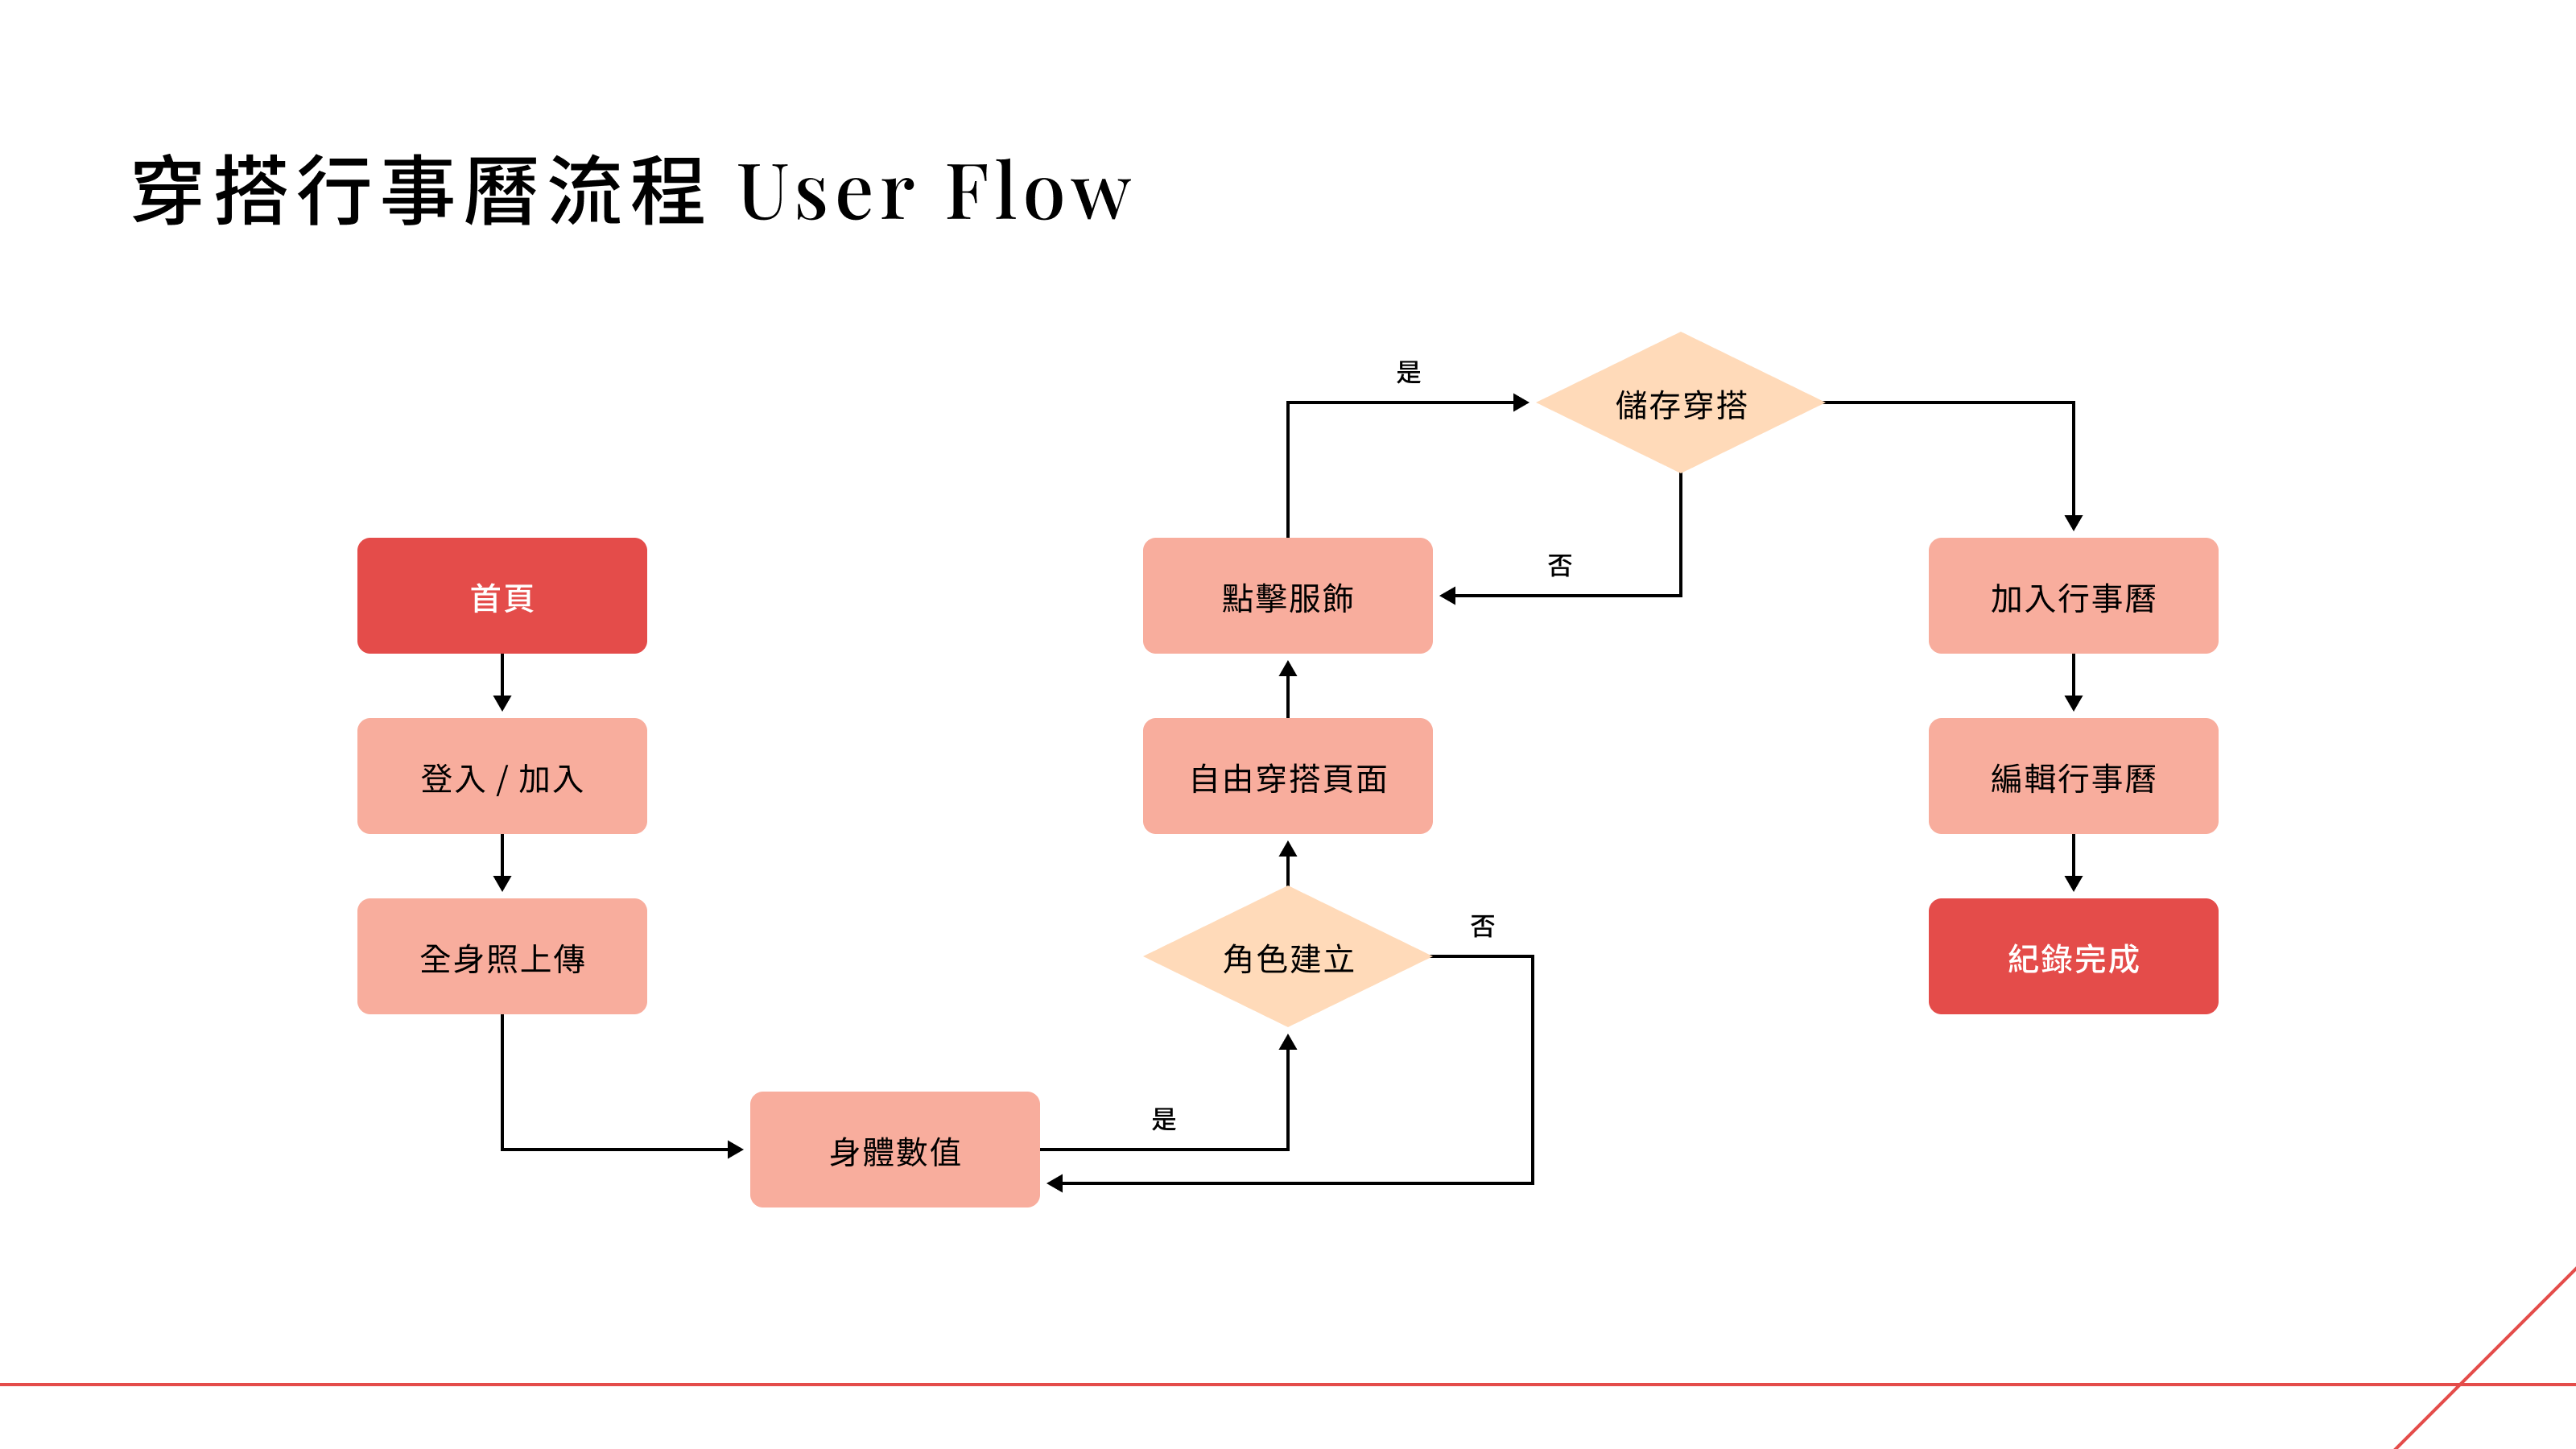 穿搭行事曆流程 User Flow
首頁
登入 / 加入
全身照上傳
身體數值
是
角色建立
否
自由穿搭頁面
點擊服飾
是
儲存穿搭
否
加入行事曆
編輯行事曆
紀錄完成